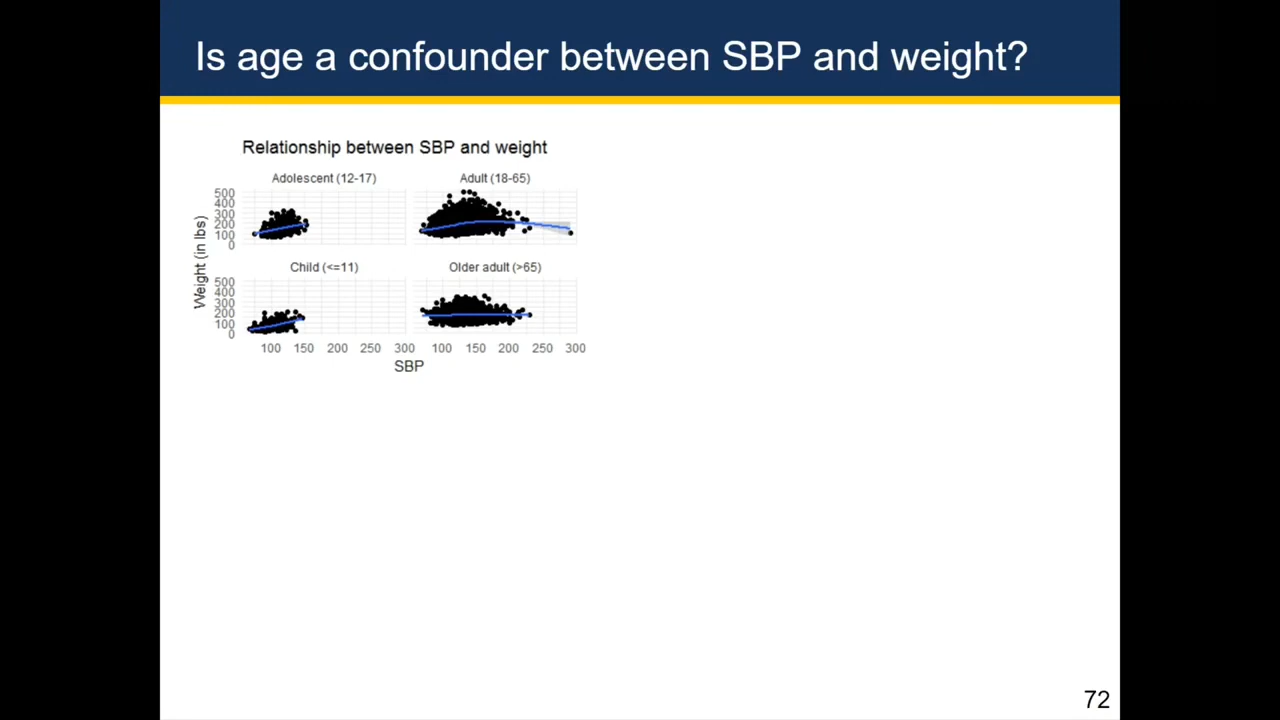 Is age a confounder between SBP and weight?
Relationship between SBP and weight
Adolescent (12-17)
Adult (18-65)
500
400
300
200
100
0
Child (<=11)
Older adult (>65)
500
400
300
200
100
0
Weight (in lbs)
100 150 200 250 300 100 150 200 250 300
SBP
72